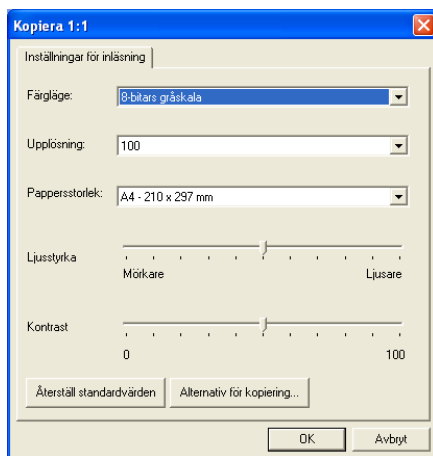 Kopiera 1:1
Inställningar för inläsning
Färgläge: 8-bitars gråskala
Upplösning: 100
Pappersstorlek: A4 - 210 x 297 mm
Ljusstyrka
Mörkare Ljusare
Kontrast
0 100
Återställ standardvärden Alternativ för kopiering...
OK Avbryt